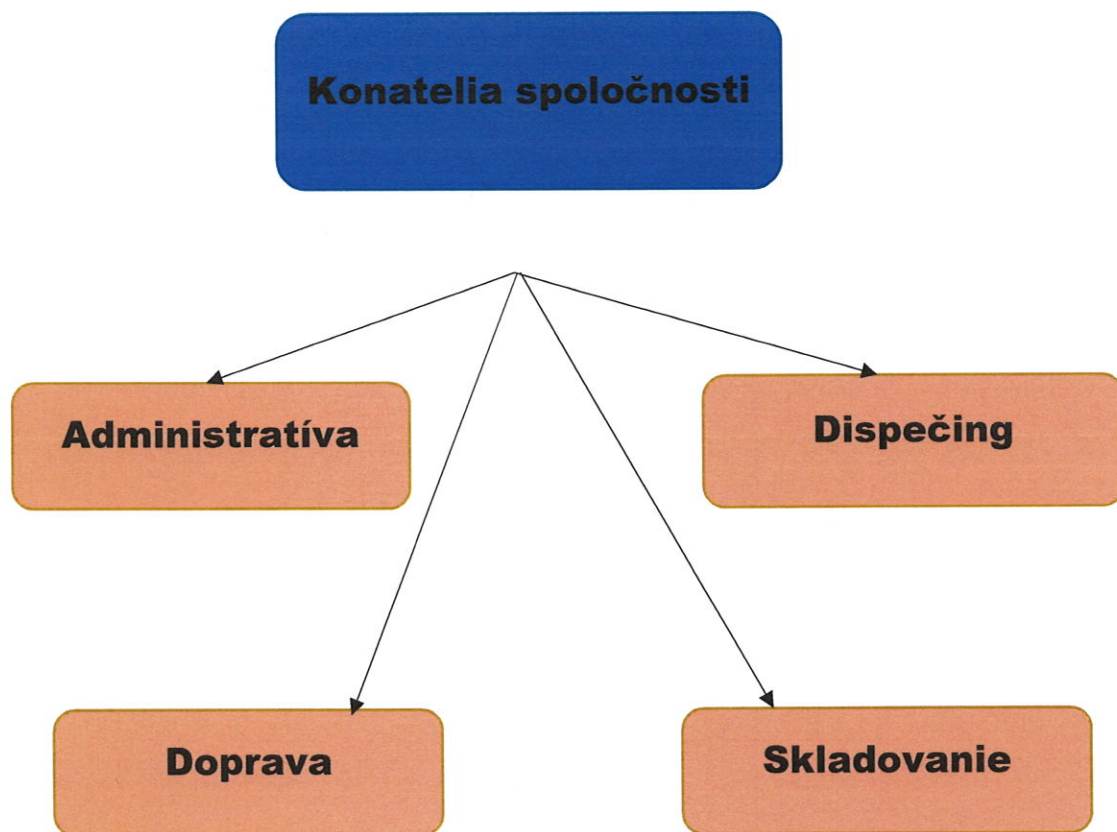 Konatelia spoločnosti
Administratíva
Dispečing
Doprava
Skladovanie